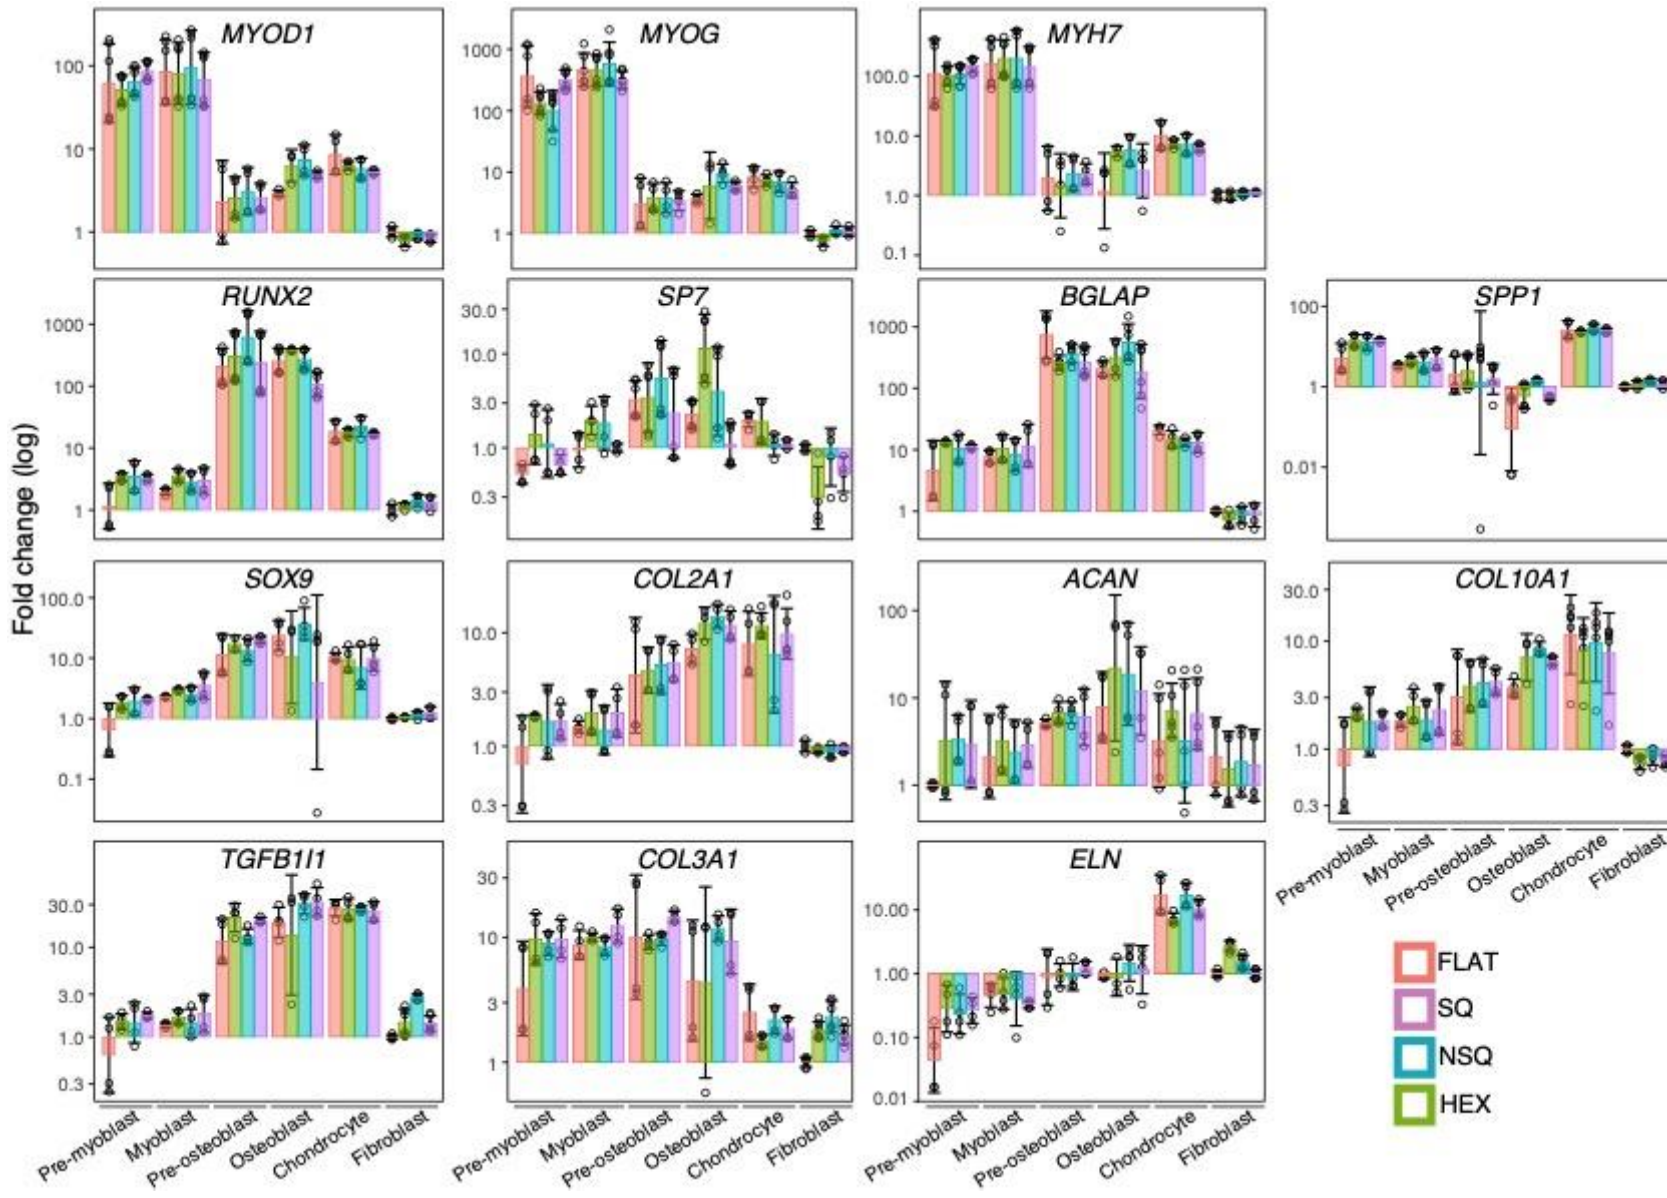 MYOD1
100
10
1
MYOG
1000
100
10
1
MYH7
100.0
10.0
1.0
0.1
Fold change (log)
RUNX2
1000
100
10
1
SP7
30.0
10.0
3.0
1.0
0.3
BGLAP
1000
100
10
1
SPP1
100
1
0.01
SOX9
100.0
10.0
1.0
0.1
COL2A1
10.0
3.0
1.0
0.3
ACAN
100
10
1
COL10A1
30.0
10.0
3.0
1.0
0.3
Pre-myoblast
Myoblast
Pre-osteoblast
Osteoblast
Chondrocyte
Fibroblast
TGFB1I1
30.0
10.0
3.0
1.0
0.3
COL3A1
30
10
3
1
ELN
10.00
1.00
0.10
0.01
FLAT
SQ
NSQ
HEX
Pre-myoblast
Myoblast
Pre-osteoblast
Osteoblast
Chondrocyte
Fibroblast
Pre-myoblast
Myoblast
Pre-osteoblast
Osteoblast
Chondrocyte
Fibroblast
Pre-myoblast
Myoblast
Pre-osteoblast
Osteoblast
Chondrocyte
Fibroblast